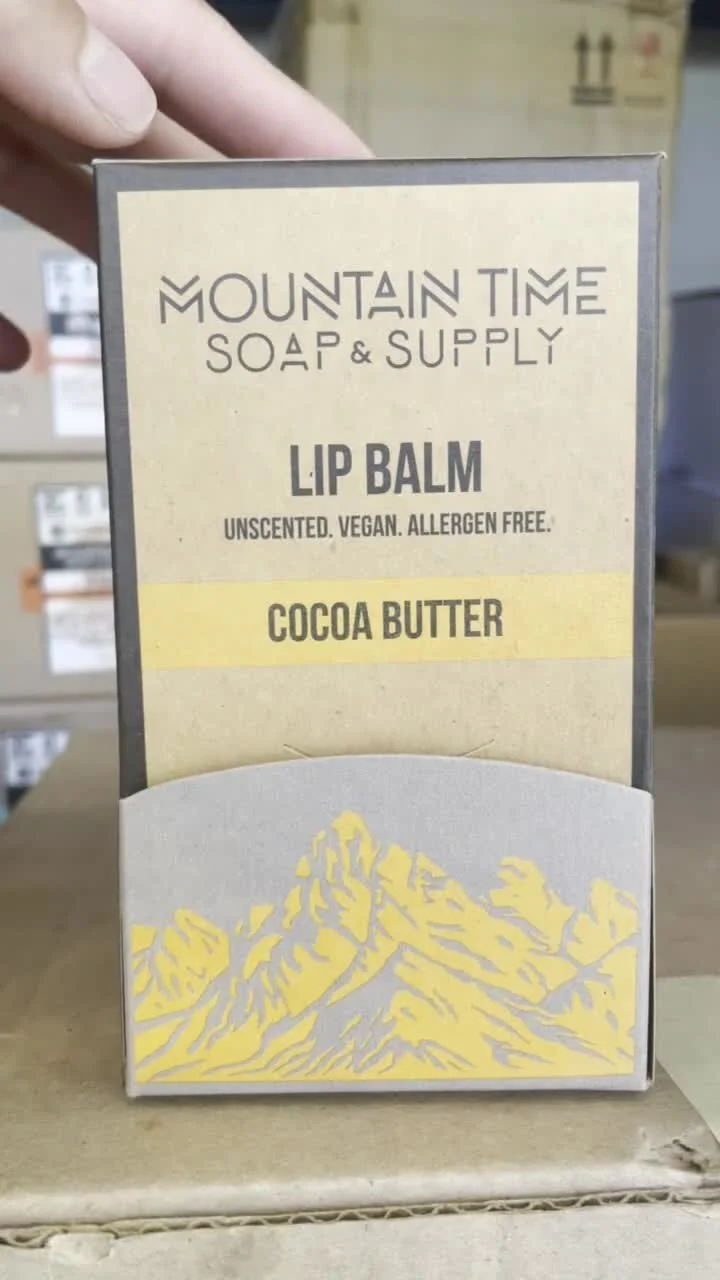 MOUNTAIN TIME
SOAP & SUPPLY
LIP BALM
UNSCENTED. VEGAN. ALLERGEN FREE.
COCOA BUTTER